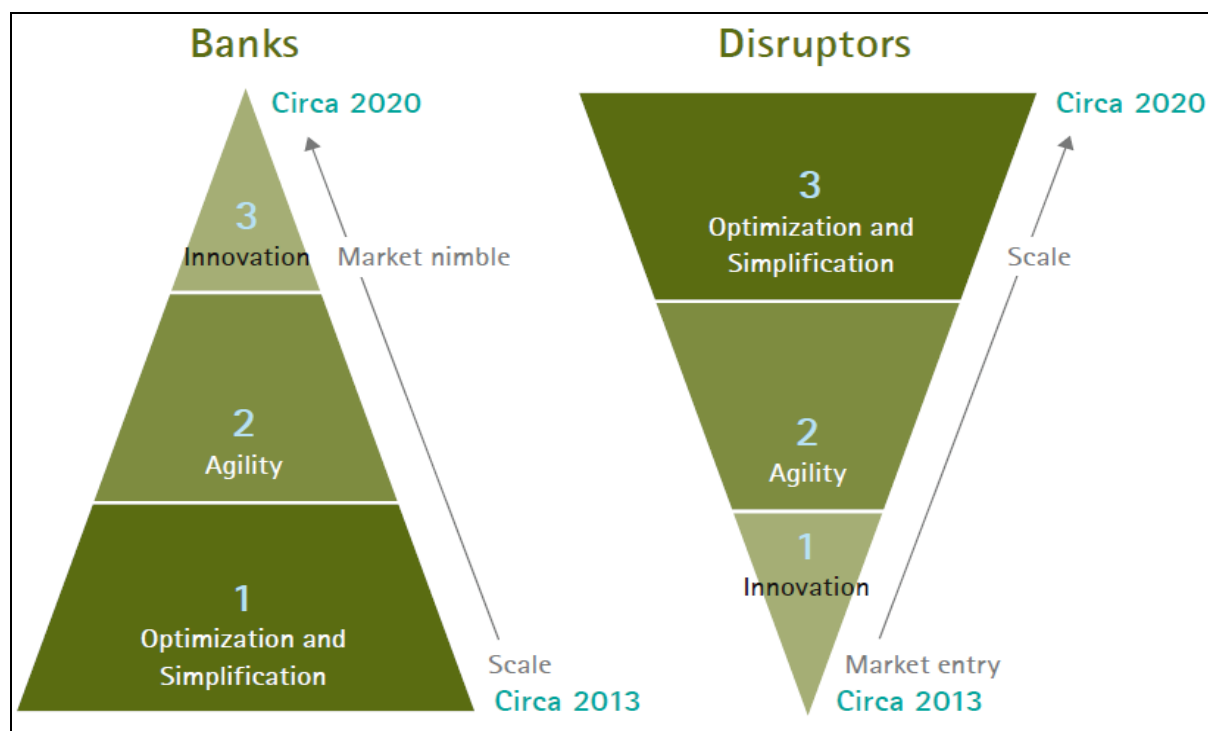 Banks
Circa 2020
3
Innovation
Market nimble
2
Agility
1
Optimization and
Simplification
Scale
Circa 2013
Disruptors
Circa 2020
3
Optimization and
Simplification
Scale
2
Agility
1
Innovation
Market entry
Circa 2013